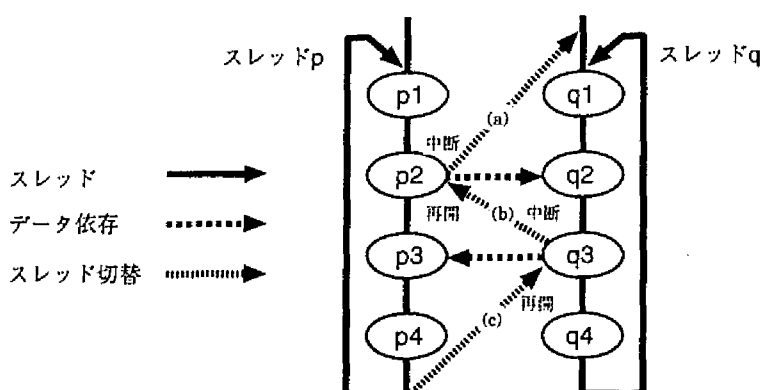 スレッドp
スレッドq
p1
q1
(a)
中断
p2
q2
スレッド
再開
(b)
中断
データ依存
p3
q3
スレッド切替
再開
(c)
p4
q4